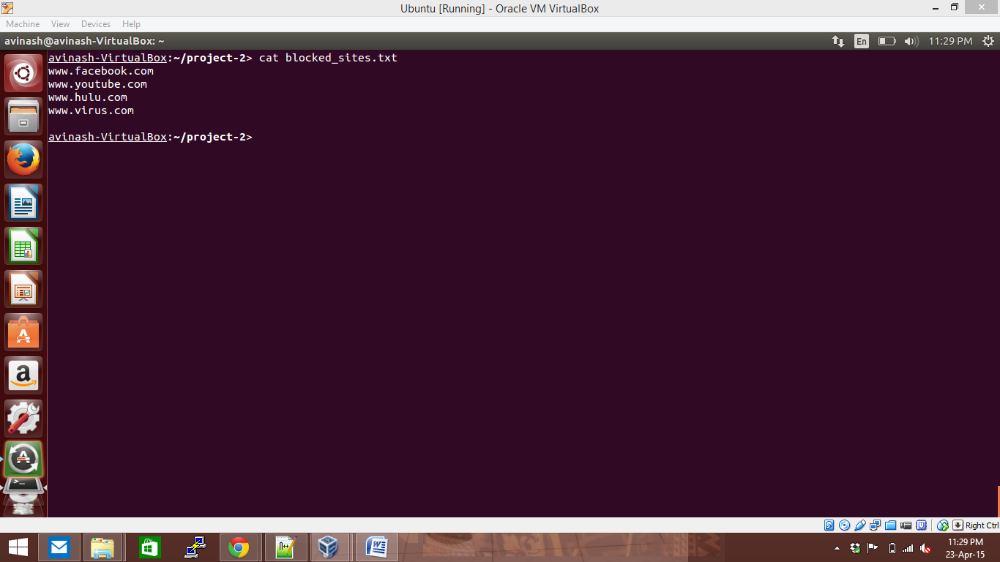 Ubuntu [Running] - Oracle VM VirtualBox
Machine View Devices Help
avinash@avinash-VirtualBox: ~ En 11:29 PM
avinash-VirtualBox:~/project-2> cat blocked_sites.txt
www.facebook.com
www.youtube.com
www.hulu.com
www.virus.com
avinash-VirtualBox:~/project-2>
Right Ctrl
11:29 PM
23-Apr-15